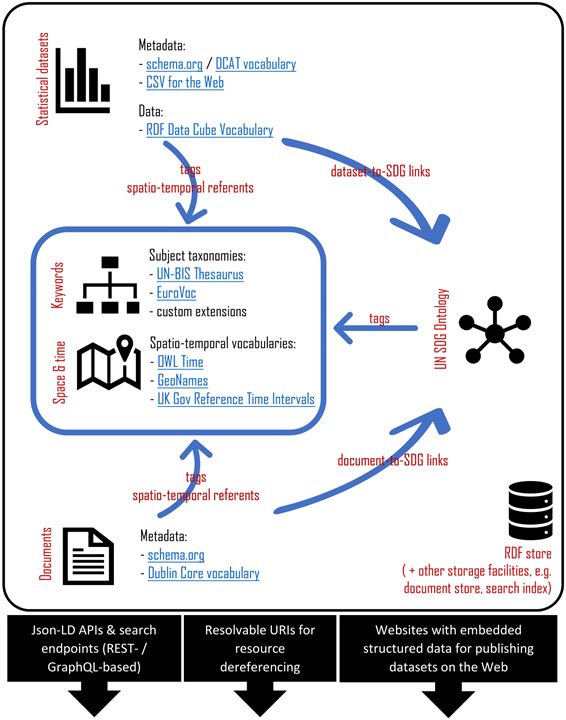 Statistical datasets
Metadata:
- schema.org / DCAT vocabulary
- CSV for the Web
Data:
- RDF Data Cube Vocabulary
tags
spatio-temporal referents
dataset-to-SDG links
Keywords
Subject taxonomies:
- UN-BIS Thesaurus
- EuroVoc
- custom extensions
Space & time
Spatio-temporal vocabularies:
- OWL Time
- GeoNames
- UK Gov Reference Time Intervals
tags
UN SDG Ontology
tags
spatio-temporal referents
document-to-SDG links
Documents
Metadata:
- schema.org
- Dublin Core vocabulary
RDF store
( + other storage facilities, e.g.
document store, search index)
Json-LD APIs & search
endpoints (REST- /
GraphQL-based)
Resolvable URIs for
resource
dereferencing
Websites with embedded
structured data for publishing
datasets on the Web